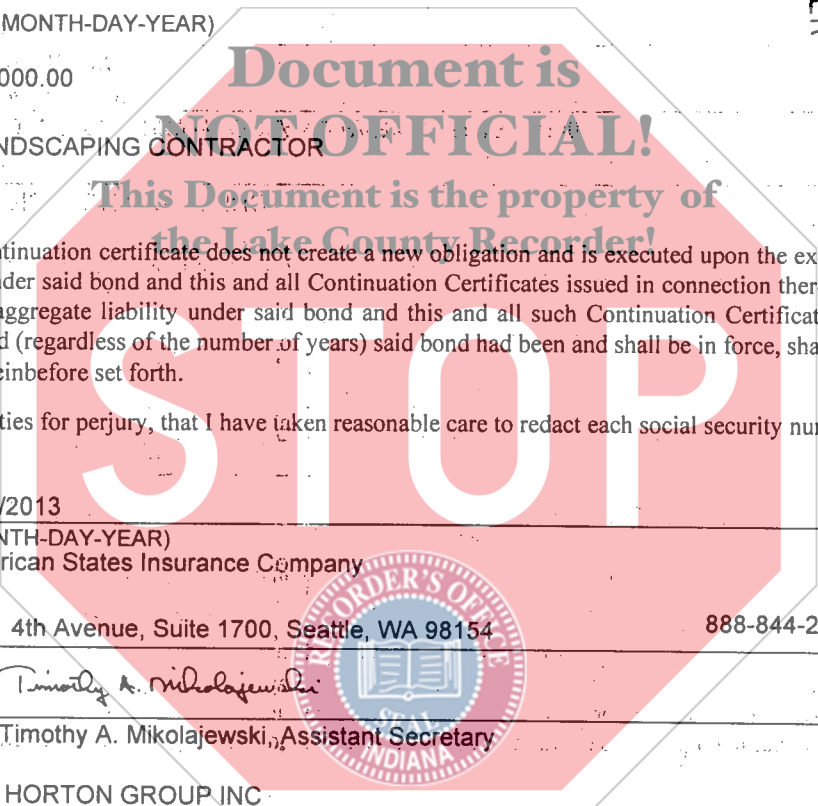 MONTH-DAY-YEAR)
Document is
000.00
NOT OFFICIAL!
NDSCAPING CONTRACTOR
This Document is the property of
the Lake County Recorder!
ntinuation certificate does not create a new obligation and is executed upon the ex
der said bond and this and all Continuation Certificates issued in connection ther
aggregate liability under said bond and this and all such Continuation Certificat
d (regardless of the number of years) said bond had been and shall be in force, sha
einbefore set forth.
STOP
ties for perjury, that I have taken reasonable care to redact each social security nu
/2013
NTH-DAY-YEAR)
rican States Insurance Company
RECORDER'S OFFICE
4th Avenue, Suite 1700, Seattle, WA 98154 888-844-2
Timothy A. Mikolajewski
SEAL
Timothy A. Mikolajewski, Assistant Secretary
INDIANA
HORTON GROUP INC